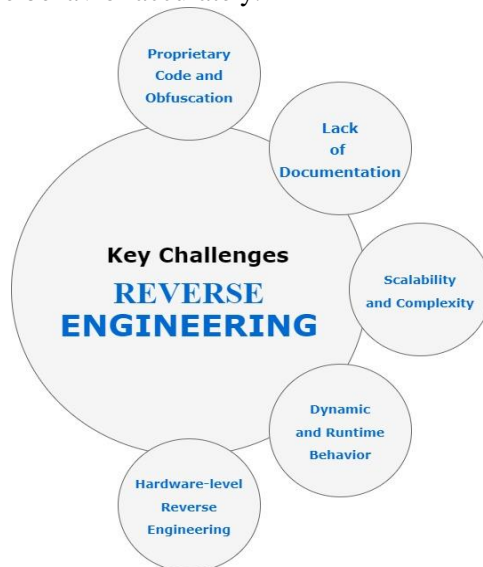 Proprietary
Code and
Obfuscation
Lack
of
Documentation
Key Challenges
REVERSE
ENGINEERING
Scalability
and Complexity
Dynamic
and Runtime
Behavior
Hardware-level
Reverse
Engineering